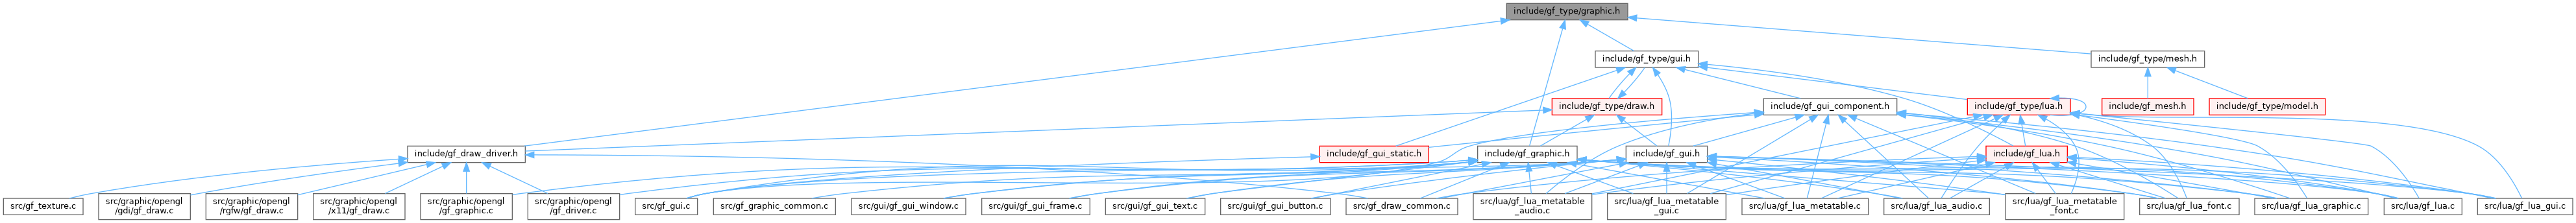 include/gf_type/graphic.h
include/gf_type/gui.h
include/gf_type/mesh.h
include/gf_type/draw.h
include/gf_gui_component.h
include/gf_type/lua.h
include/gf_mesh.h
include/gf_type/model.h
include/gf_draw_driver.h
include/gf_gui_static.h
include/gf_graphic.h
include/gf_gui.h
include/gf_lua.h
src/gf_texture.c
src/graphic/opengl
/gdi/gf_draw.c
src/graphic/opengl
/rgfw/gf_draw.c
src/graphic/opengl
/x11/gf_draw.c
src/graphic/opengl
/gf_graphic.c
src/graphic/opengl
/gf_driver.c
src/gf_gui.c
src/gf_graphic_common.c
src/gui/gf_gui_window.c
src/gui/gf_gui_frame.c
src/gui/gf_gui_text.c
src/gui/gf_gui_button.c
src/gf_draw_common.c
src/lua/gf_lua_metatable
_audio.c
src/lua/gf_lua_metatable
_gui.c
src/lua/gf_lua_metatable.c
src/lua/gf_lua_audio.c
src/lua/gf_lua_metatable
_font.c
src/lua/gf_lua_font.c
src/lua/gf_lua_graphic.c
src/lua/gf_lua.c
src/lua/gf_lua_gui.c